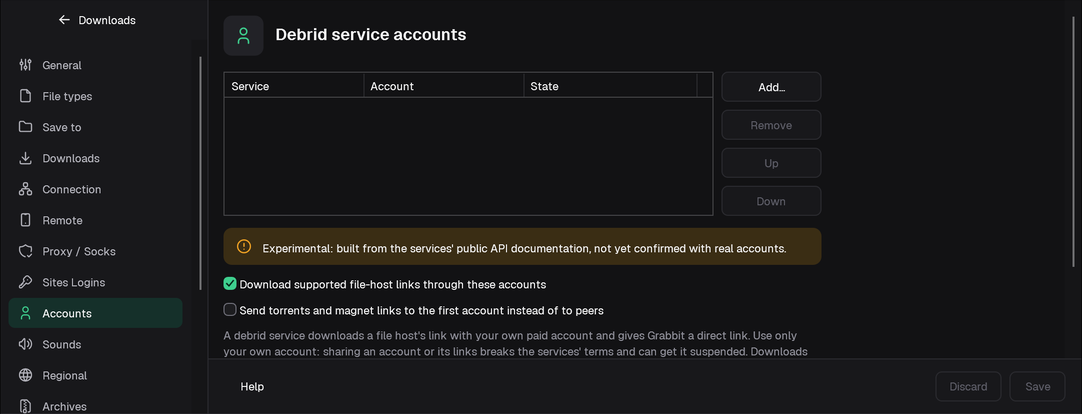 Downloads
General
File types
Save to
Downloads
Connection
Remote
Proxy / Socks
Sites Logins
Accounts
Sounds
Regional
Archives
Debrid service accounts
Service Account State
Add...
Remove
Up
Down
Experimental: built from the services' public API documentation, not yet confirmed with real accounts.
Download supported file-host links through these accounts
Send torrents and magnet links to the first account instead of to peers
A debrid service downloads a file host's link with your own paid account and gives Grabbit a direct link. Use only
your own account: sharing an account or its links breaks the services' terms and can get it suspended. Downloads
Help
Discard
Save